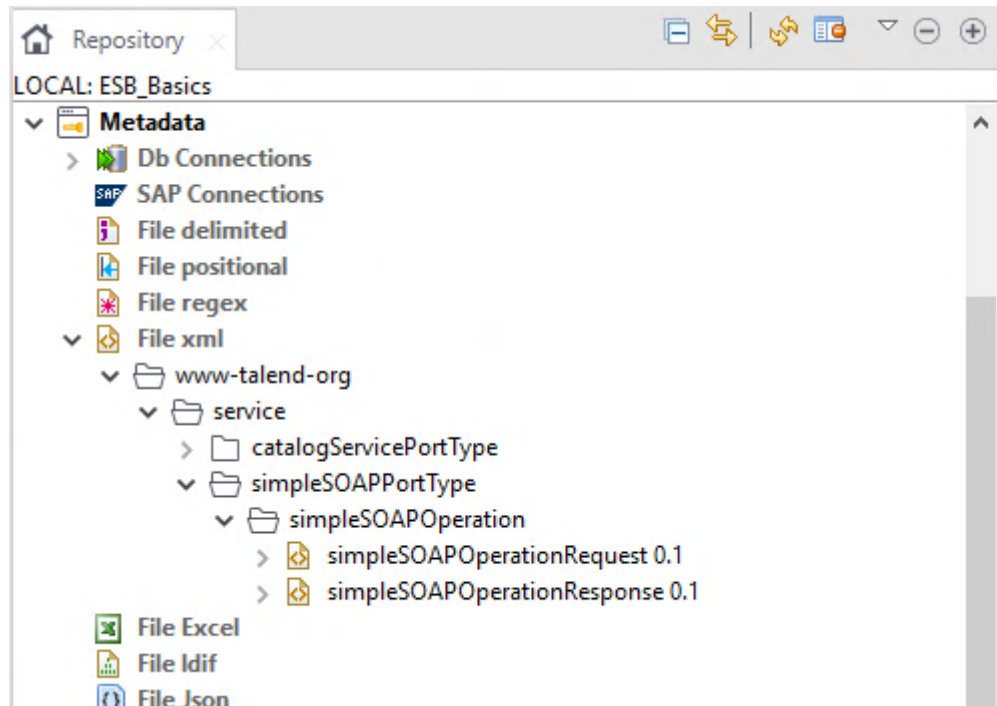 Repository
LOCAL: ESB_Basics
Metadata
Db Connections
SAP SAP Connections
File delimited
File positional
File regex
File xml
www-talend-org
service
catalogServicePortType
simpleSOAPPortType
simpleSOAPOperation
simpleSOAPOperationRequest 0.1
simpleSOAPOperationResponse 0.1
File Excel
File ldif
File Json